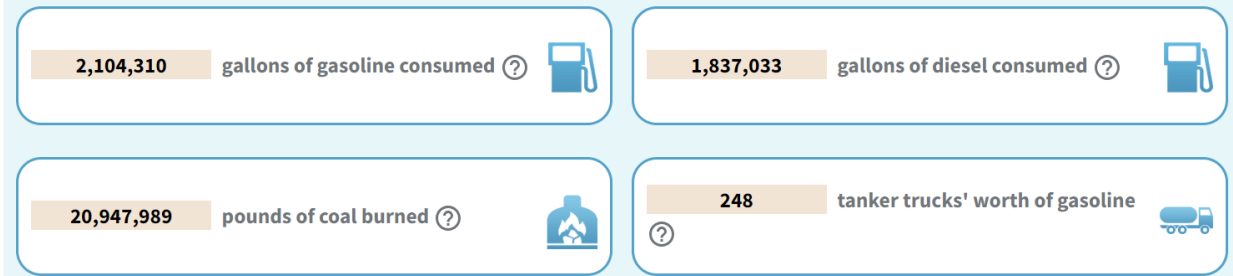 2,104,310 gallons of gasoline consumed ?
1,837,033 gallons of diesel consumed ?
20,947,989 pounds of coal burned ?
248 tanker trucks' worth of gasoline
?